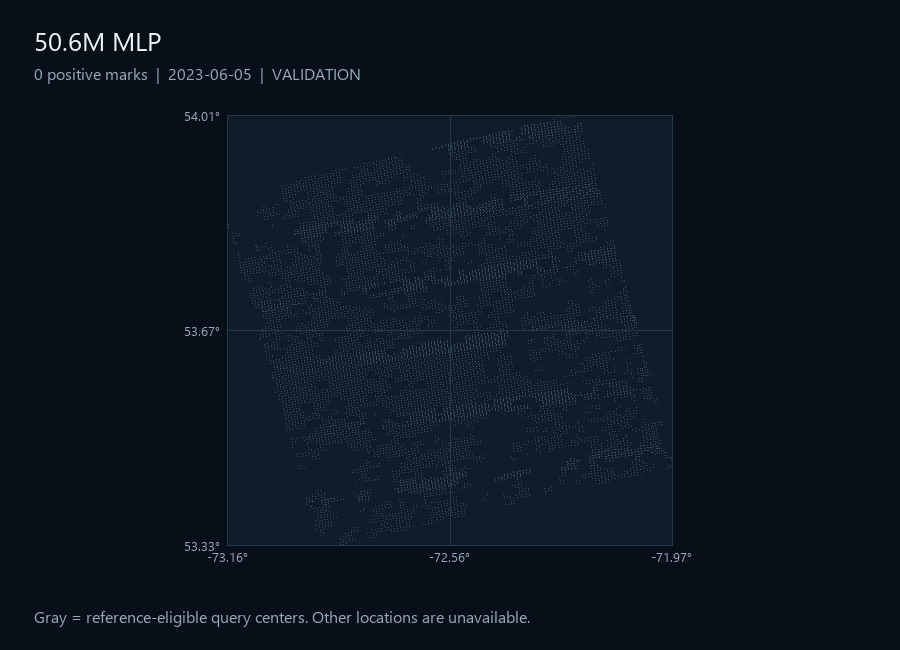 50.6M MLP
0 positive marks | 2023-06-05 | VALIDATION
54.01°
53.67°
53.33°
-73.16°
-72.56°
-71.97°
Gray = reference-eligible query centers. Other locations are unavailable.